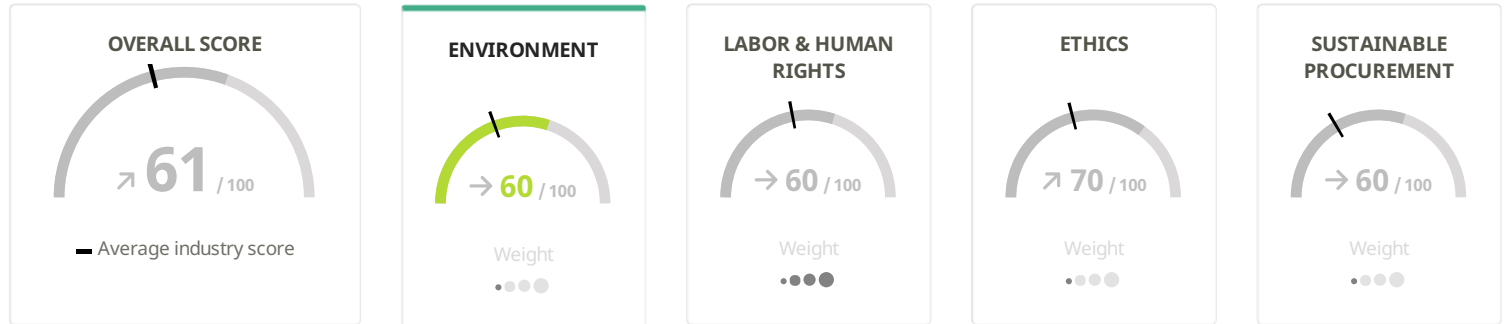 OVERALL SCORE
61 / 100
Average industry score
ENVIRONMENT
60 / 100
Weight
LABOR & HUMAN
RIGHTS
60 / 100
Weight
ETHICS
70 / 100
Weight
SUSTAINABLE
PROCUREMENT
60 / 100
Weight